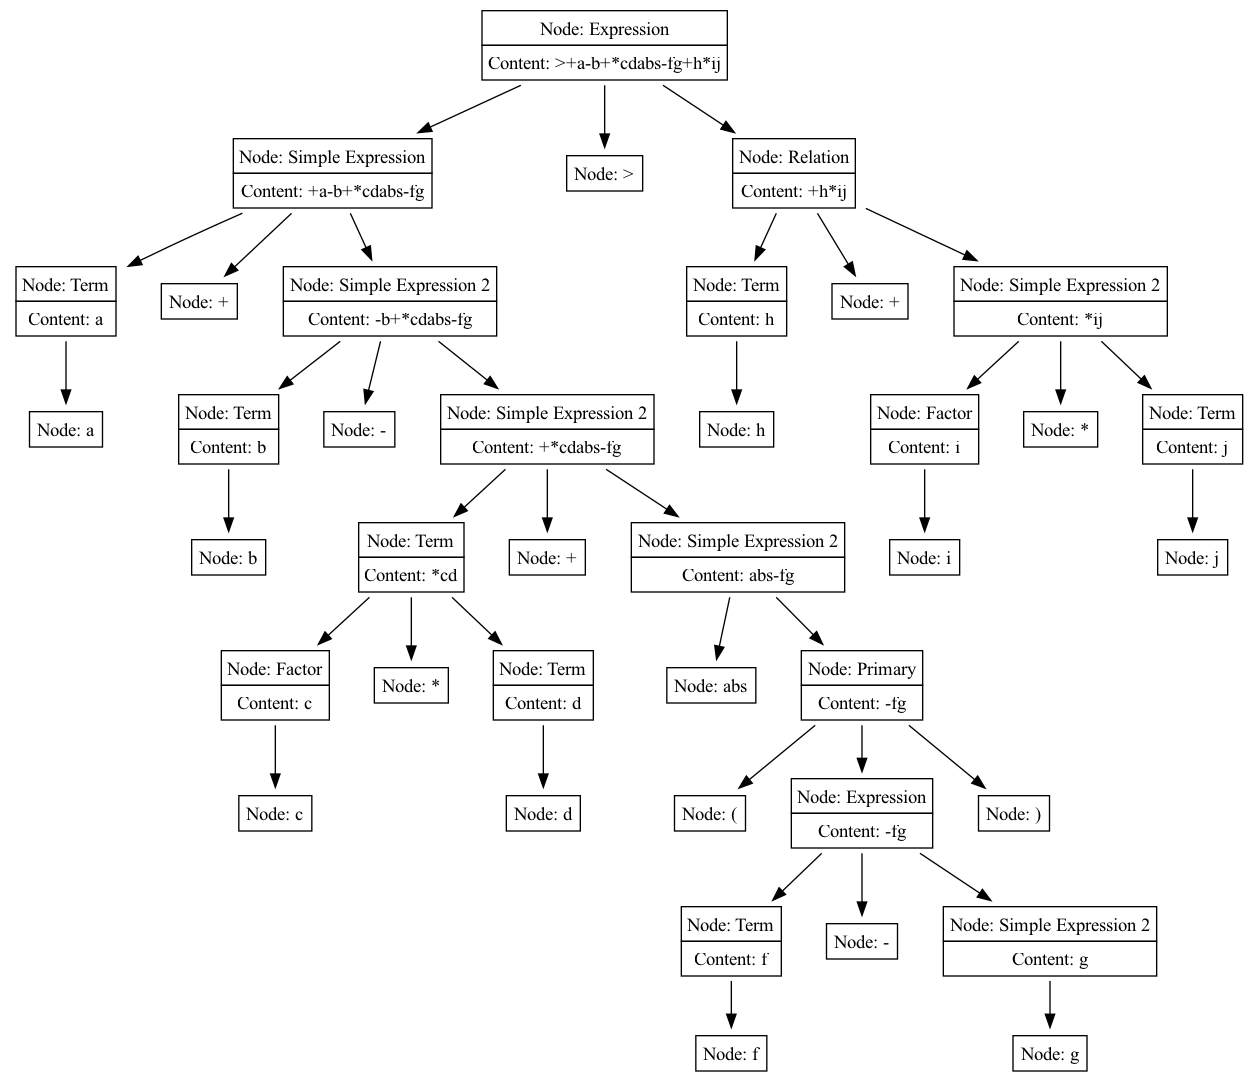 Node: Expression
Content: >+a-b+*cdabs-fg+h*ij
Node: Simple Expression
Content: +a-b+*cdabs-fg
Node: >
Node: Relation
Content: +h*ij
Node: Term
Content: a
Node: +
Node: Simple Expression 2
Content: -b+*cdabs-fg
Node: Term
Content: h
Node: +
Node: Simple Expression 2
Content: *ij
Node: a
Node: Term
Content: b
Node: -
Node: Simple Expression 2
Content: +*cdabs-fg
Node: h
Node: Factor
Content: i
Node: *
Node: Term
Content: j
Node: b
Node: Term
Content: *cd
Node: +
Node: Simple Expression 2
Content: abs-fg
Node: i
Node: j
Node: Factor
Content: c
Node: *
Node: Term
Content: d
Node: abs
Node: Primary
Content: -fg
Node: c
Node: d
Node: (
Node: Expression
Content: -fg
Node: )
Node: Term
Content: f
Node: -
Node: Simple Expression 2
Content: g
Node: f
Node: g